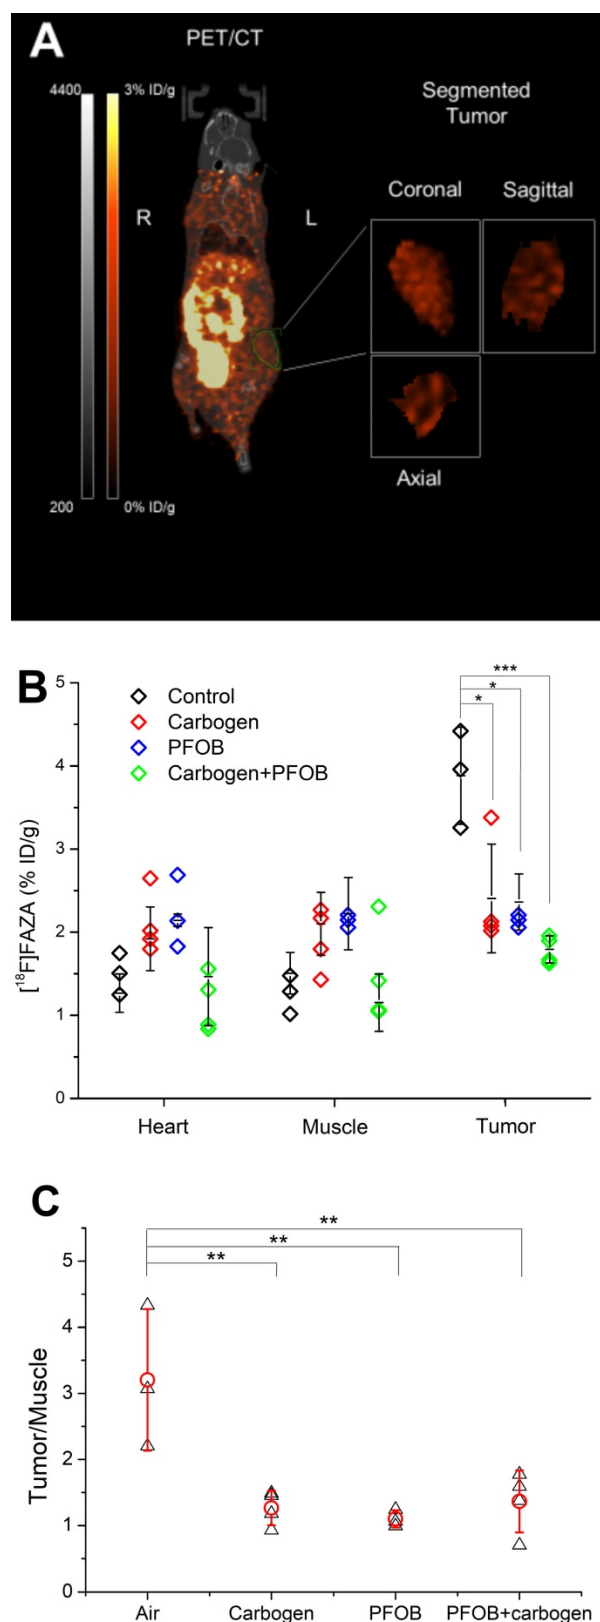 A
PET/CT
4400
3% ID/g
Segmented
Tumor
Coronal
Sagittal
R
L
200
0% ID/g
Axial
B
5
4
3
2
1
0
[¹⁸F]FAZA (% ID/g)
Control
Carbogen
PFOB
Carbogen+PFOB
***
*
*
Heart
Muscle
Tumor
C
5
4
3
2
1
0
Tumor/Muscle
**
**
**
Air
Carbogen
PFOB
PFOB+carbogen